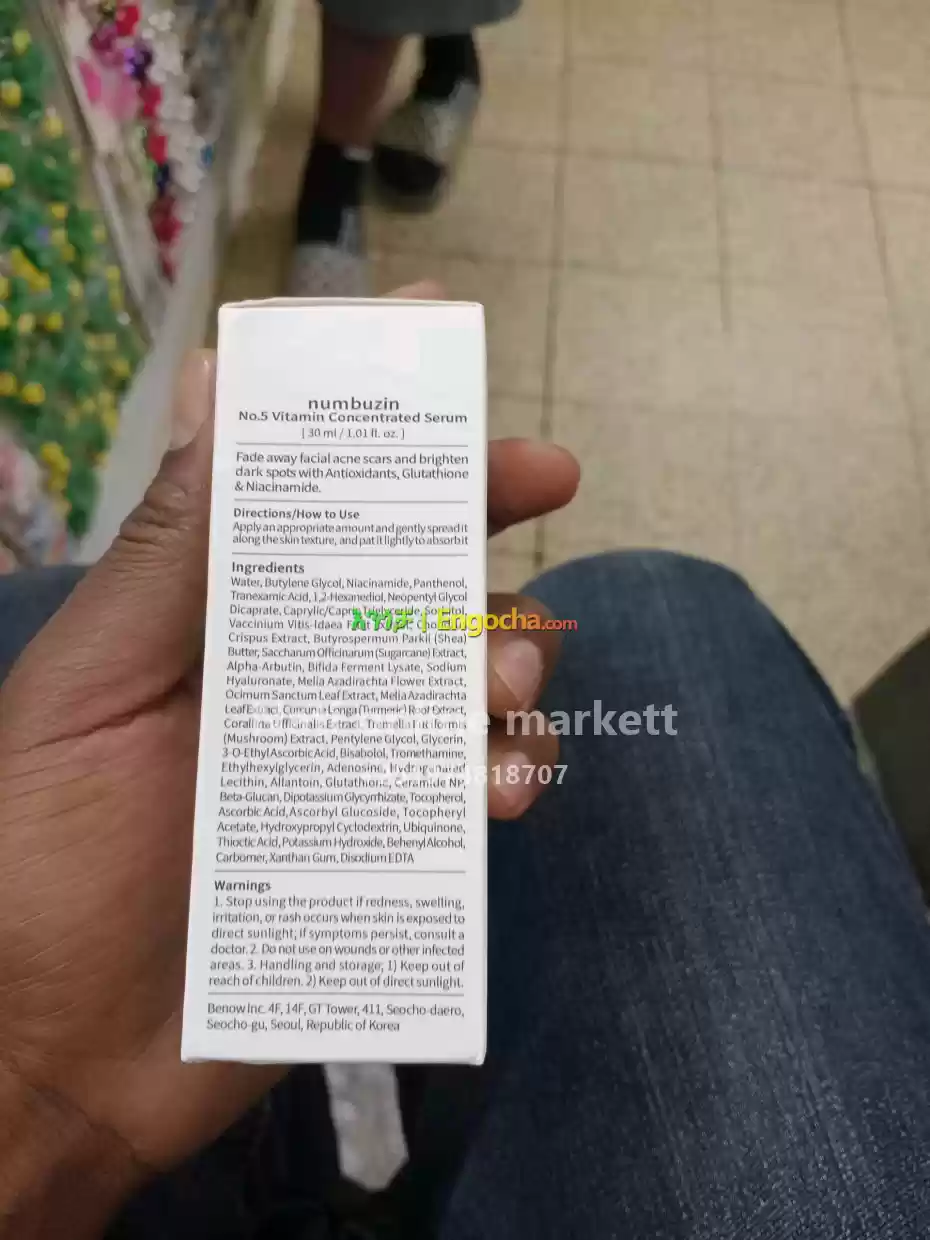 numbuzin
No.5 Vitamin Concentrated Serum
[ 30 ml / 1.01 fl. oz. ]
Fade away facial acne scars and brighten
dark spots with Antioxidants, Glutathione
& Niacinamide.
Directions/How to Use
Apply an appropriate amount and gently spread it
along the skin texture, and pat it lightly to absorb it
Ingredients
Water, Butylene Glycol, Niacinamide, Panthenol,
Tranexamic Acid, 1,2-Hexanediol, Neopentyl Glycol
Dicaprate, Caprylic/Capric Triglyceride, Sorbitol,
Vaccinium Vitis-Idaea Fruit
እንጎቻ | Engocha.com
Crispus Extract, Butyrospermum Parkii (Shea)
Butter, Saccharum Officinarum (Sugarcane) Extract,
Alpha-Arbutin, Bifida Ferment Lysate, Sodium
Hyaluronate, Melia Azadirachta Flower Extract,
Ocimum Sanctum Leaf Extract, Melia Azadirachta
Leaf Extract, Curcuma Longa (Turmeric) Root Extract,
Corallina Officinalis Extract, Tremella Fuciformis
markett
(Mushroom) Extract, Pentylene Glycol, Glycerin,
3-O-Ethyl Ascorbic Acid, Bisabolol, Tromethamine,
Ethylhexylglycerin, Adenosine, Hydrogenated
818707
Lecithin, Allantoin, Glutathione, Ceramide NP,
Beta-Glucan, Dipotassium Glycyrrhizate, Tocopherol,
Ascorbic Acid, Ascorbyl Glucoside, Tocopheryl
Acetate, Hydroxypropyl Cyclodextrin, Ubiquinone,
Thioctic Acid, Potassium Hydroxide, Behenyl Alcohol,
Carbomer, Xanthan Gum, Disodium EDTA
Warnings
1. Stop using the product if redness, swelling,
irritation, or rash occurs when skin is exposed to
direct sunlight; if symptoms persist, consult a
doctor. 2. Do not use on wounds or other infected
areas. 3. Handling and storage; 1) Keep out of
reach of children. 2) Keep out of direct sunlight.
Benow Inc. 4F, 14F, GT Tower, 411, Seocho-daero,
Seocho-gu, Seoul, Republic of Korea